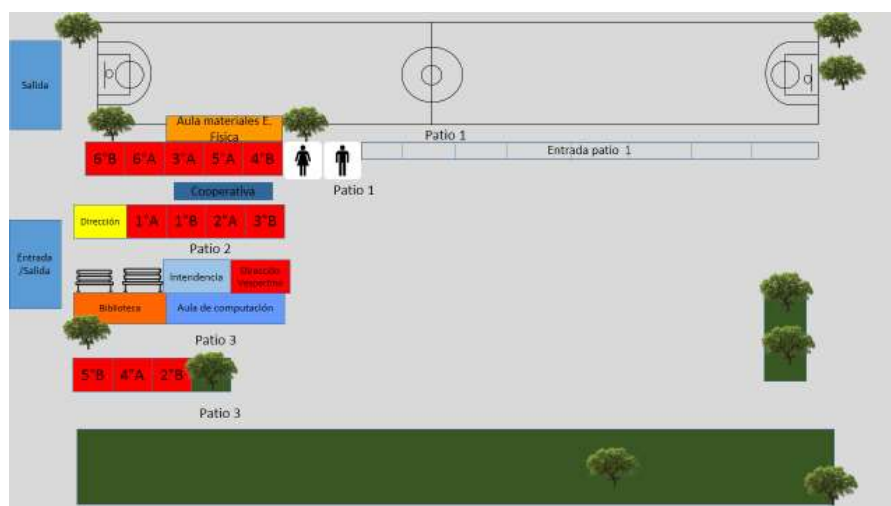 Salida
Aula materiales E.
Física
Patio 1
Entrada patio 1
6°B 6°A 3°A 5°A 4°B
Cooperativa
Patio 1
Dirección 1°A 1°B 2°A 3°B
Entrada
/Salida
Patio 2
Intendencia
Dirección
Vespertino
Biblioteca
Aula de computación
Patio 3
5°B 4°A 2°B
Patio 3